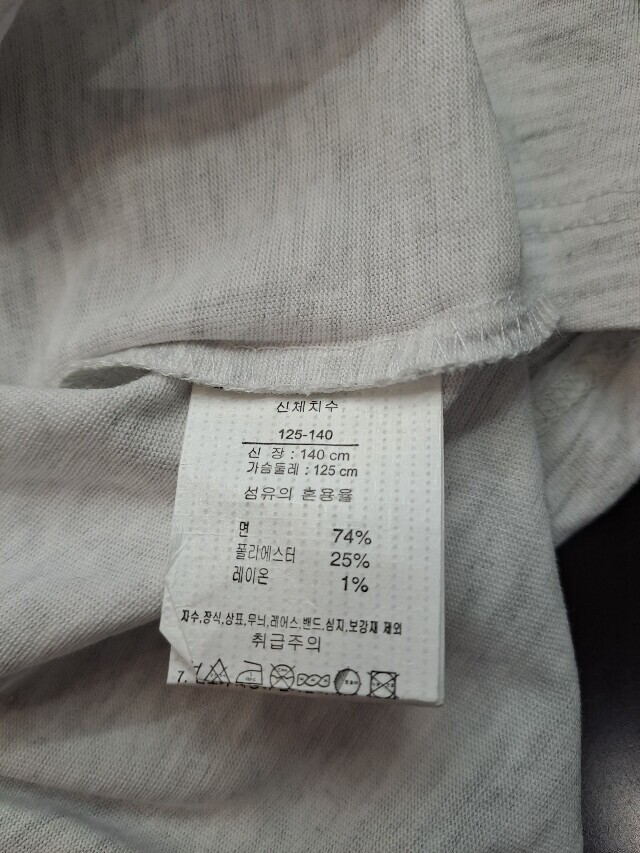 신체치수
125-140
신 장 : 140 cm
가슴둘레 : 125 cm
섬유의 혼용율
면 74%
폴리에스터 25%
레이온 1%
자수,장식,상표,무늬,레이스,밴드,심지,보강재 제외
취급주의